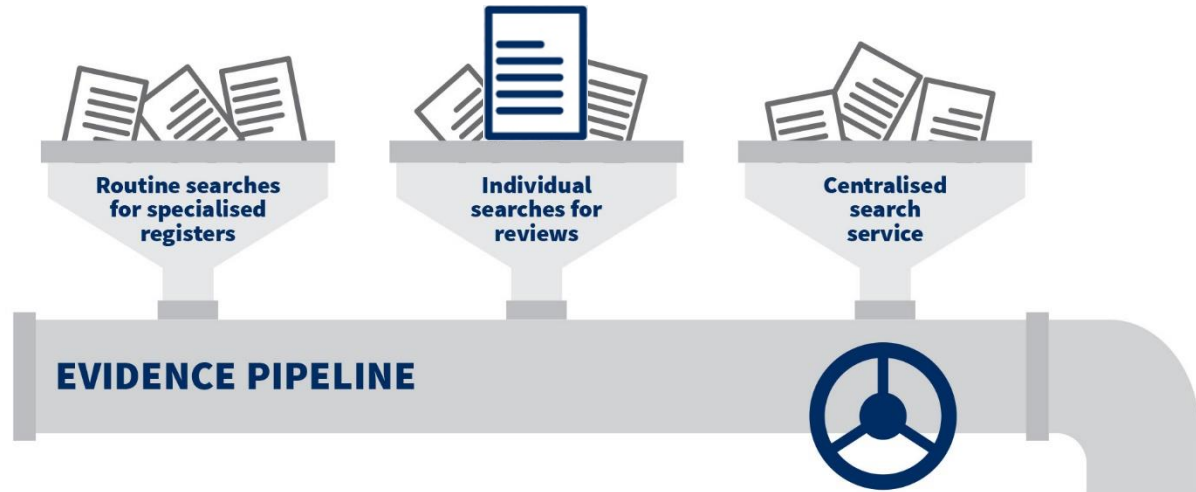 Routine searches
for specialised
registers
Individual
searches for
reviews
Centralised
search
service
EVIDENCE PIPELINE